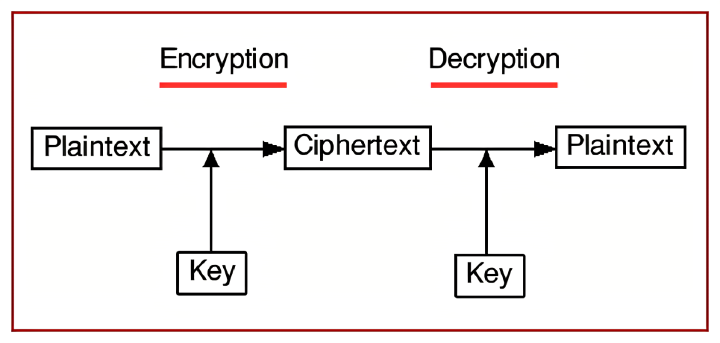 Encryption
Decryption
Plaintext
Ciphertext
Plaintext
Key
Key